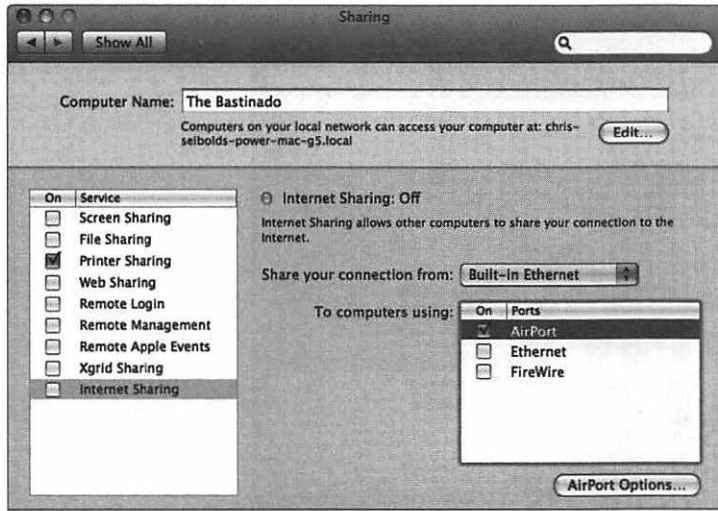 Sharing
Show All
Computer Name: The Bastinado
Computers on your local network can access your computer at: chris-
seibolds-power-mac-g5.local
Edit...
On Service
Screen Sharing
File Sharing
Printer Sharing
Web Sharing
Remote Login
Remote Management
Remote Apple Events
Xgrid Sharing
Internet Sharing
Internet Sharing: Off
Internet Sharing allows other computers to share your connection to the
Internet.
Share your connection from: Built-in Ethernet
To computers using:
On Ports
AirPort
Ethernet
FireWire
AirPort Options...